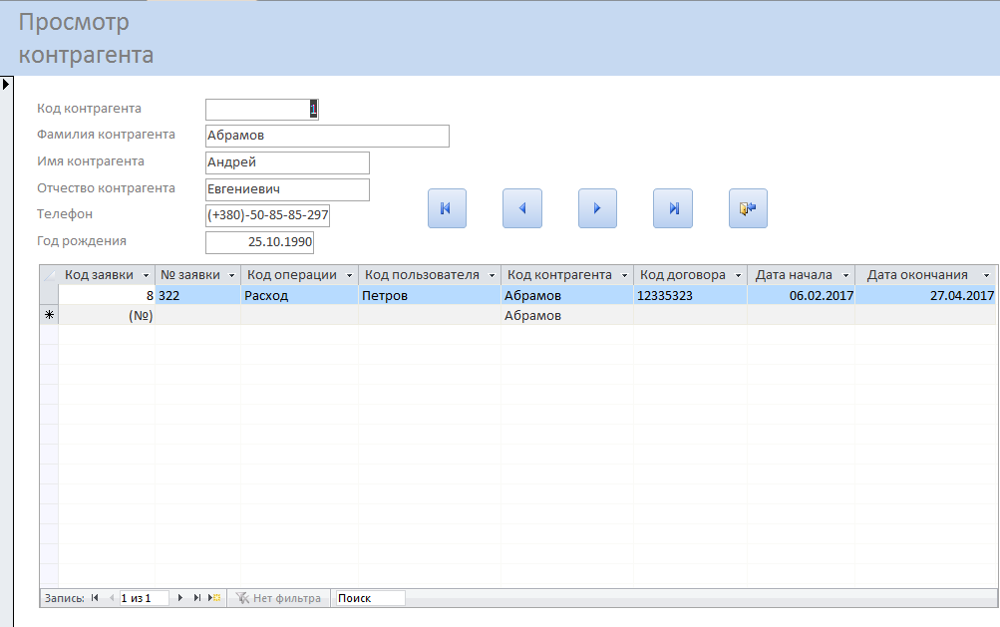 Просмотр
контрагента
Код контрагента 1
Фамилия контрагента Абрамов
Имя контрагента Андрей
Отчество контрагента Евгениевич
Телефон (+380)-50-85-85-297
Год рождения 25.10.1990
Код заявки № заявки Код операции Код пользователя Код контрагента Код договора Дата начала Дата окончания
8 322 Расход Петров Абрамов 12335323 06.02.2017 27.04.2017
(№) Абрамов
Запись: 1 из 1 Нет фильтра Поиск